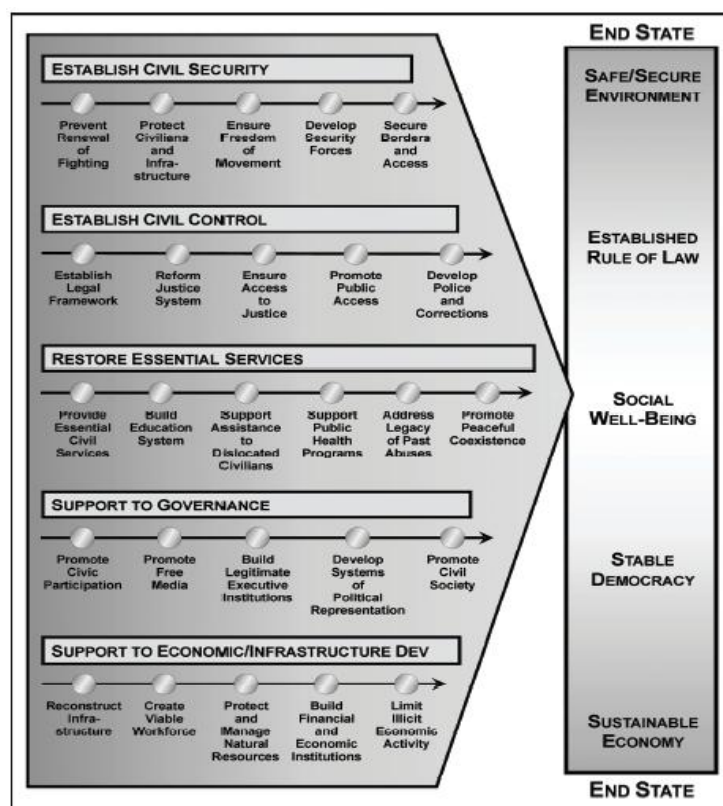 END STATE
ESTABLISH CIVIL SECURITY
Prevent Renewal of Fighting
Protect Civilians and Infra-structure
Ensure Freedom of Movement
Develop Security Forces
Secure Borders and Access
SAFE/SECURE
ENVIRONMENT
ESTABLISH CIVIL CONTROL
Establish Legal Framework
Reform Justice System
Ensure Access to Justice
Promote Public Access
Develop Police and Corrections
ESTABLISHED
RULE OF LAW
RESTORE ESSENTIAL SERVICES
Provide Essential Civil Services
Build Education System
Support Assistance to Dislocated Civilians
Support Public Health Programs
Address Legacy of Past Abuses
Promote Peaceful Coexistence
SOCIAL
WELL-BEING
SUPPORT TO GOVERNANCE
Promote Civic Participation
Promote Free Media
Build Legitimate Executive Institutions
Develop Systems of Political Representation
Promote Civil Society
STABLE
DEMOCRACY
SUPPORT TO ECONOMIC/INFRASTRUCTURE DEV
Reconstruct Infra-structure
Create Viable Workforce
Protect and Manage Natural Resources
Build Financial and Economic Institutions
Limit Illicit Economic Activity
SUSTAINABLE
ECONOMY
END STATE